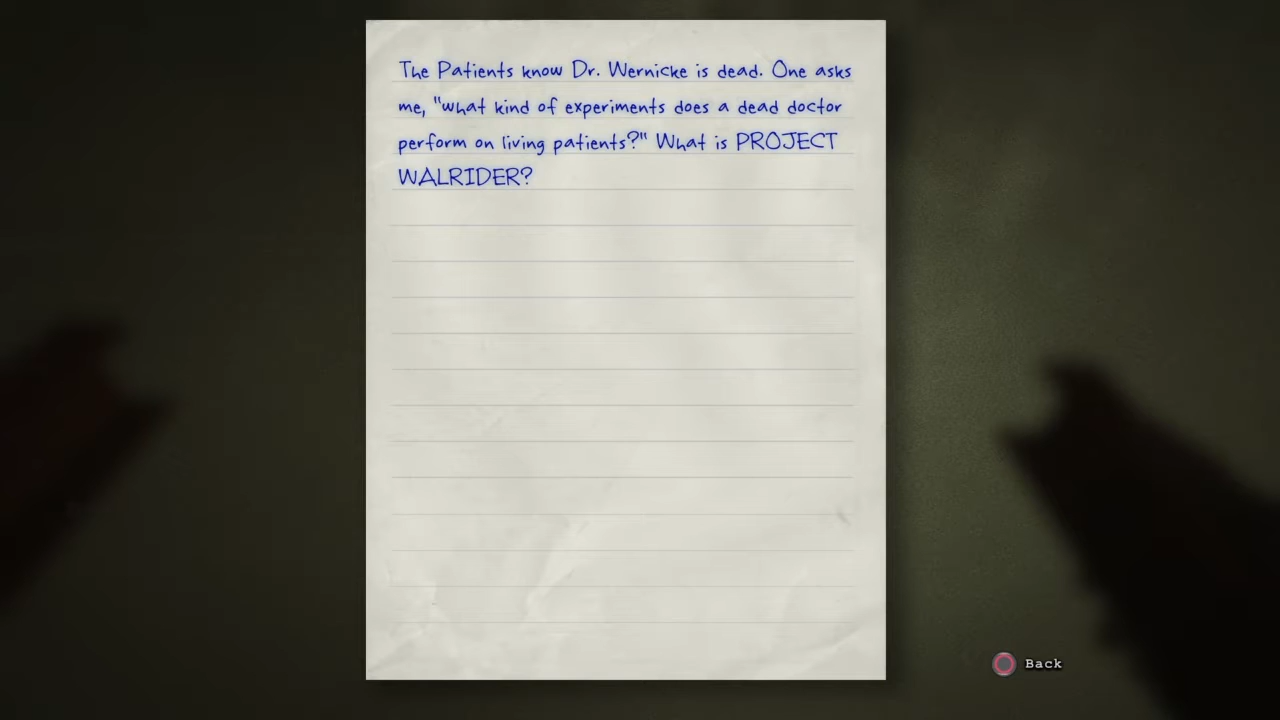 The Patients know Dr. Wernicke is dead. One asks
me, "what kind of experiments does a dead doctor
perform on living patients?" What is PROJECT
WALRIDER?
Back